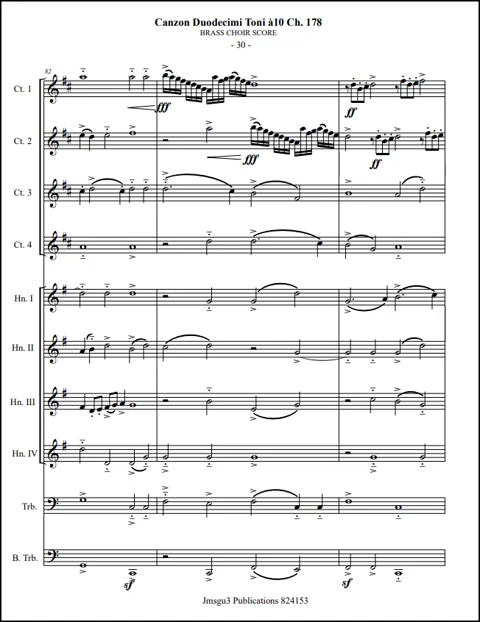 Canzon Duodecimi Toni à10 Ch. 178
BRASS CHOIR SCORE
- 30 -
82
Ct. 1
fff
ff
Ct. 2
fff
ff
Ct. 3
Ct. 4
Hn. I
Hn. II
Hn. III
Hn. IV
Trb.
B. Trb.
sf
sf
Jmsgu3 Publications 824153